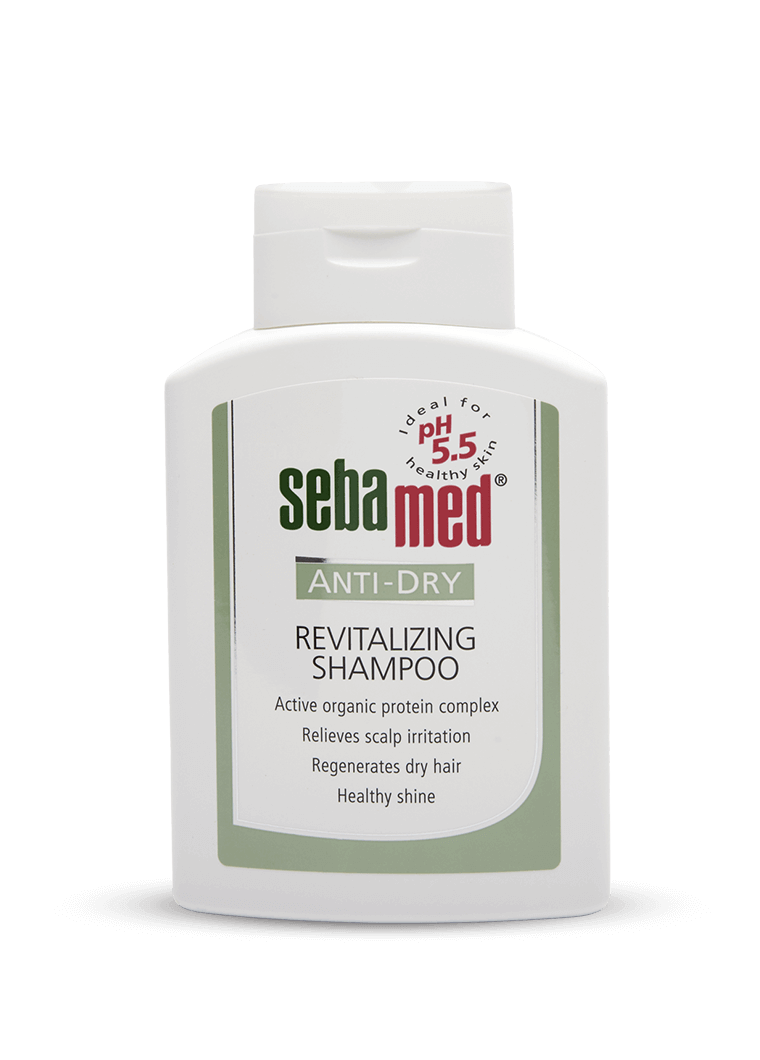 Ideal for
pH
5.5
healthy skin
sebamed®
ANTI-DRY
REVITALIZING
SHAMPOO
Active organic protein complex
Relieves scalp irritation
Regenerates dry hair
Healthy shine